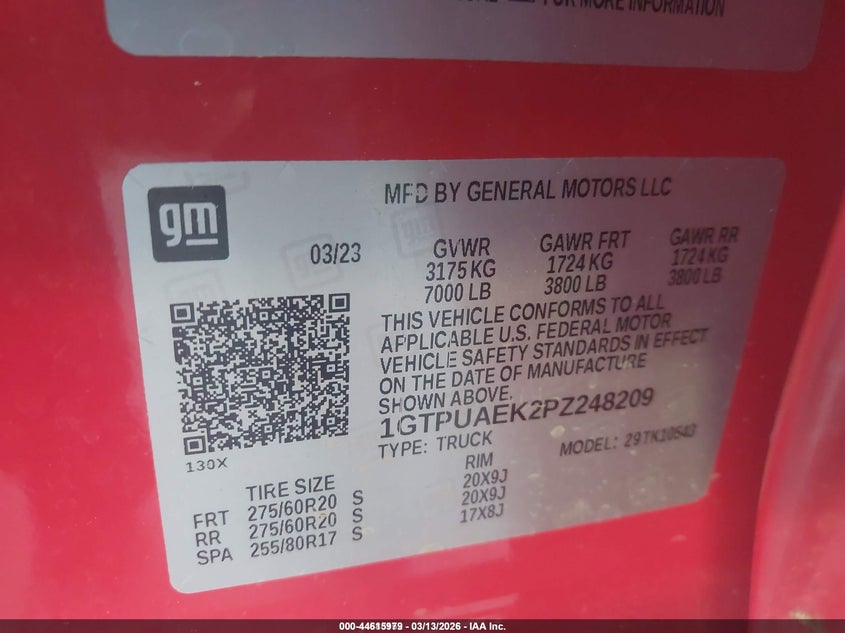 FOR MORE INFORMATION
gm
MFD BY GENERAL MOTORS LLC
03/23
GVWR
3175 KG
7000 LB
GAWR FRT
1724 KG
3800 LB
GAWR RR
1724 KG
3800 LB
THIS VEHICLE CONFORMS TO ALL
APPLICABLE U.S. FEDERAL MOTOR
VEHICLE SAFETY STANDARDS IN EFFECT
ON THE DATE OF MANUFACTURE
SHOWN ABOVE.
1GTPUAEK2PZ248209
TYPE: TRUCK
MODEL: 29TK10543
130X
TIRE SIZE
RIM
FRT 275/60R20 S 20X9J
RR 275/60R20 S 20X9J
SPA 255/80R17 S 17X8J
03/13/2026 - IAA Inc.